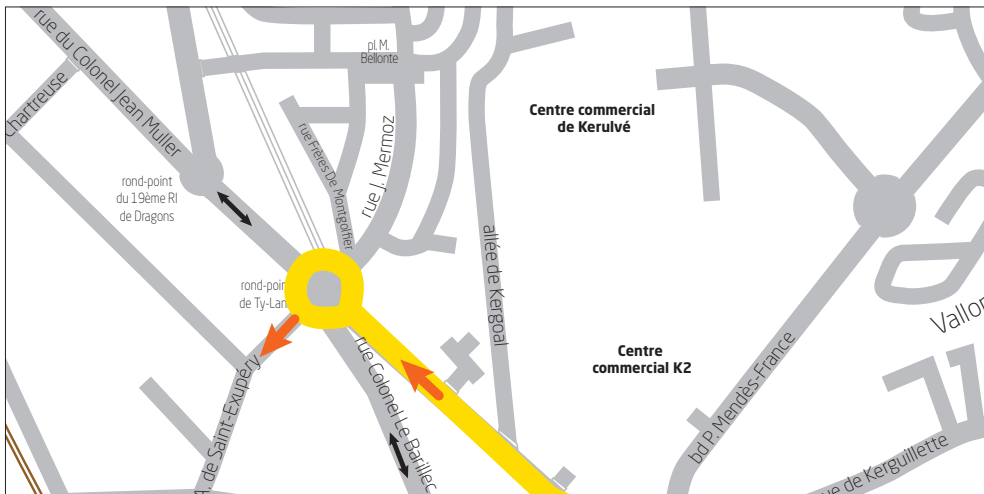 rue du Colonel Jean Muller
Chartreuse
pl. M.
Bellonte
Centre commercial
de Kerulvé
rue Frères De Montgolfier
rue J. Mermoz
rond-point
du 19ème RI
de Dragons
allée de Kergoal
rond-poin
de Ty-Lan
Vallon
Centre
commercial K2
bd P. Mendès-France
A. de Saint-Exupéry
rue Colonel Le Barillec
ue de Kerguillette